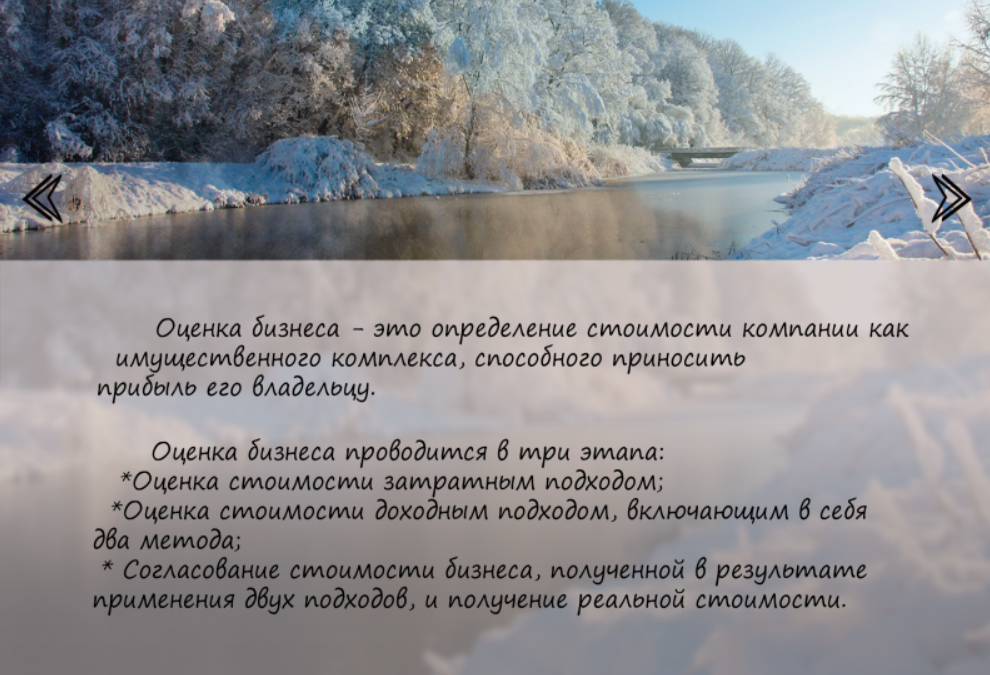 Оценка бизнеса - это определение стоимости компании как
имущественного комплекса, способного приносить
прибыль его владельцу.
Оценка бизнеса проводится в три этапа:
*Оценка стоимости затратным подходом;
*Оценка стоимости доходным подходом, включающим в себя
два метода;
* Согласование стоимости бизнеса, полученной в результате
применения двух подходов, и получение реальной стоимости.